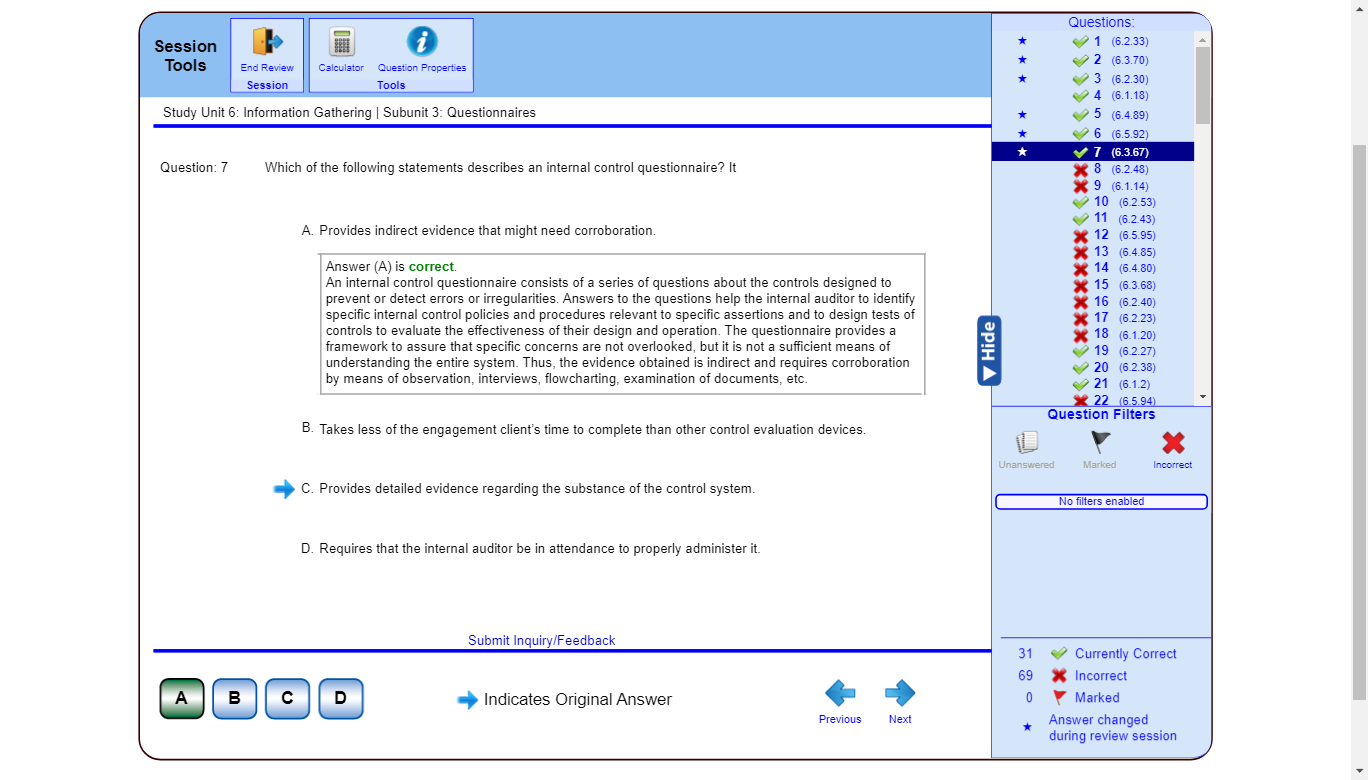 Session Tools
End Review
Session
Calculator
Question Properties
Tools
Study Unit 6: Information Gathering | Subunit 3: Questionnaires
Question: 7
Which of the following statements describes an internal control questionnaire? It
A. Provides indirect evidence that might need corroboration.
Answer (A) is correct.
An internal control questionnaire consists of a series of questions about the controls designed to
prevent or detect errors or irregularities. Answers to the questions help the internal auditor to identify
specific internal control policies and procedures relevant to specific assertions and to design tests of
controls to evaluate the effectiveness of their design and operation. The questionnaire provides a
framework to assure that specific concerns are not overlooked, but it is not a sufficient means of
understanding the entire system. Thus, the evidence obtained is indirect and requires corroboration
by means of observation, interviews, flowcharting, examination of documents, etc.
B. Takes less of the engagement client's time to complete than other control evaluation devices.
C. Provides detailed evidence regarding the substance of the control system.
D. Requires that the internal auditor be in attendance to properly administer it.
Submit Inquiry/Feedback
A B C D
Indicates Original Answer
Previous
Next
Hide
Questions:
1 (6.2.33)
2 (6.3.70)
3 (6.2.30)
4 (6.1.18)
5 (6.4.89)
6 (6.5.92)
7 (6.3.67)
8 (6.2.48)
9 (6.1.14)
10 (6.2.53)
11 (6.2.43)
12 (6.5.95)
13 (6.4.85)
14 (6.4.80)
15 (6.3.68)
16 (6.2.40)
17 (6.2.23)
18 (6.1.20)
19 (6.2.27)
20 (6.2.38)
21 (6.1.2)
22 (6.5.94)
Question Filters
Unanswered
Marked
Incorrect
No filters enabled
31 Currently Correct
69 Incorrect
0 Marked
Answer changed
during review session